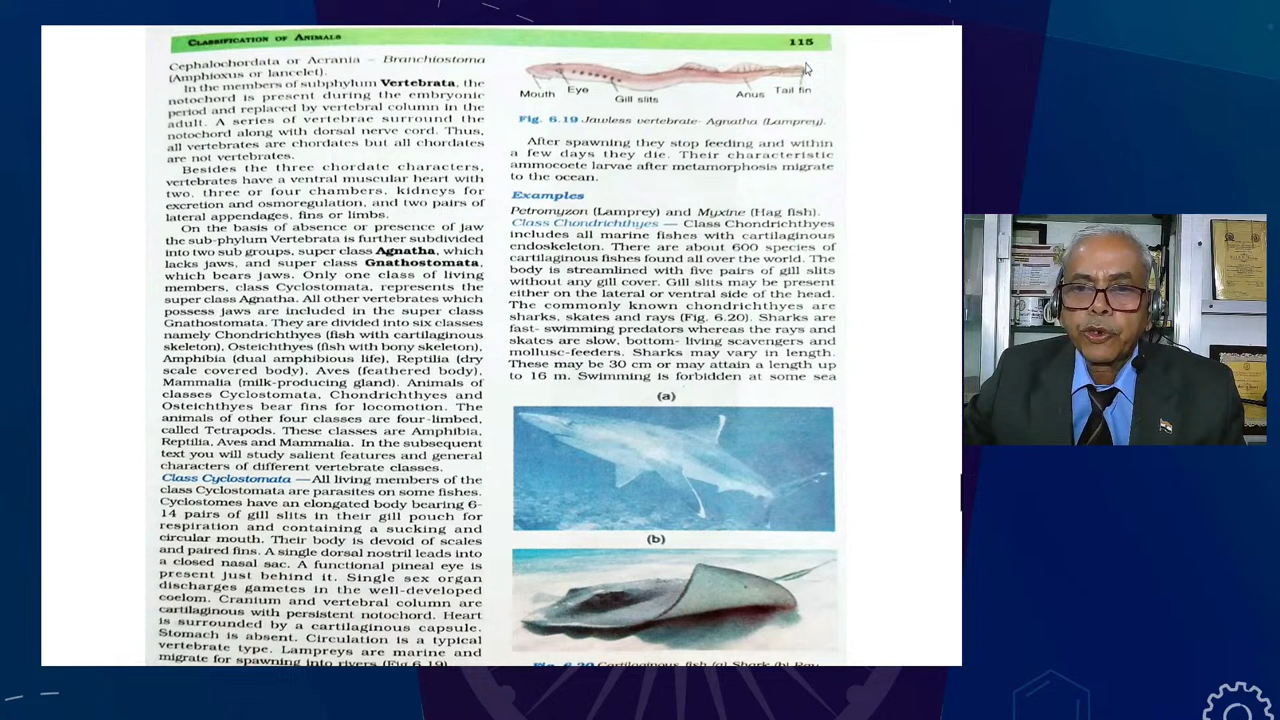 CLASSIFICATION OF ANIMALS
115
Cephalochordata or Acrania – Branchiostoma
(Amphioxus or lancelet).
In the members of subphylum Vertebrata, the
notochord is present during the embryonic
period and replaced by vertebral column in the
adult. A series of vertebrae surround the
notochord along with dorsal nerve cord. Thus,
all vertebrates are chordates but all chordates
are not vertebrates.
Besides the three chordate characters,
vertebrates have a ventral muscular heart with
two, three or four chambers, kidneys for
excretion and osmoregulation, and two pairs of
lateral appendages, fins or limbs.
On the basis of absence or presence of jaw
the sub-phylum Vertebrata is further subdivided
into two sub groups, super class Agnatha, which
lacks jaws, and super class Gnathostomata,
which bears jaws. Only one class of living
members, class Cyclostomata, represents the
super class Agnatha. All other vertebrates which
possess jaws are included in the super class
Gnathostomata. They are divided into six classes
namely Chondrichthyes (fish with cartilaginous
skeleton), Osteichthyes (fish with bony skeleton),
Amphibia (dual amphibious life), Reptilia (dry
scale covered body), Aves (feathered body),
Mammalia (milk-producing gland). Animals of
classes Cyclostomata, Chondrichthyes and
Osteichthyes bear fins for locomotion. The
animals of other four classes are four-limbed,
called Tetrapods. These classes are Amphibia,
Reptilia, Aves and Mammalia. In the subsequent
text you will study salient features and general
characters of different vertebrate classes.
Class Cyclostomata —All living members of the
class Cyclostomata are parasites on some fishes.
Cyclostomes have an elongated body bearing 6-
14 pairs of gill slits in their gill pouch for
respiration and containing a sucking and
circular mouth. Their body is devoid of scales
and paired fins. A single dorsal nostril leads into
a closed nasal sac. A functional pineal eye is
present just behind it. Single sex organ
discharges gametes in the well-developed
coelom. Cranium and vertebral column are
cartilaginous with persistent notochord. Heart
is surrounded by a cartilaginous capsule.
Stomach is absent. Circulation is a typical
vertebrate type. Lampreys are marine and
migrate for spawning into rivers (Fig 6.19).
Mouth Eye Gill slits Anus Tail fin
Fig. 6.19 Jawless vertebrate- Agnatha (Lamprey).
After spawning they stop feeding and within
a few days they die. Their characteristic
ammocoete larvae after metamorphosis migrate
to the ocean.
Examples
Petromyzon (Lamprey) and Myxine (Hag fish).
Class Chondrichthyes — Class Chondrichthyes
includes all marine fishes with cartilaginous
endoskeleton. There are about 600 species of
cartilaginous fishes found all over the world. The
body is streamlined with five pairs of gill slits
without any gill cover. Gill slits may be present
either on the lateral or ventral side of the head.
The commonly known chondrichthyes are
sharks, skates and rays (Fig. 6.20). Sharks are
fast- swimming predators whereas the rays and
skates are slow, bottom- living scavengers and
mollusc-feeders. Sharks may vary in length.
These may be 30 cm or may attain a length up
to 16 m. Swimming is forbidden at some sea
(a)
(b)
Fig. 6.20 Cartilaginous fish (a) Shark (b) Ray